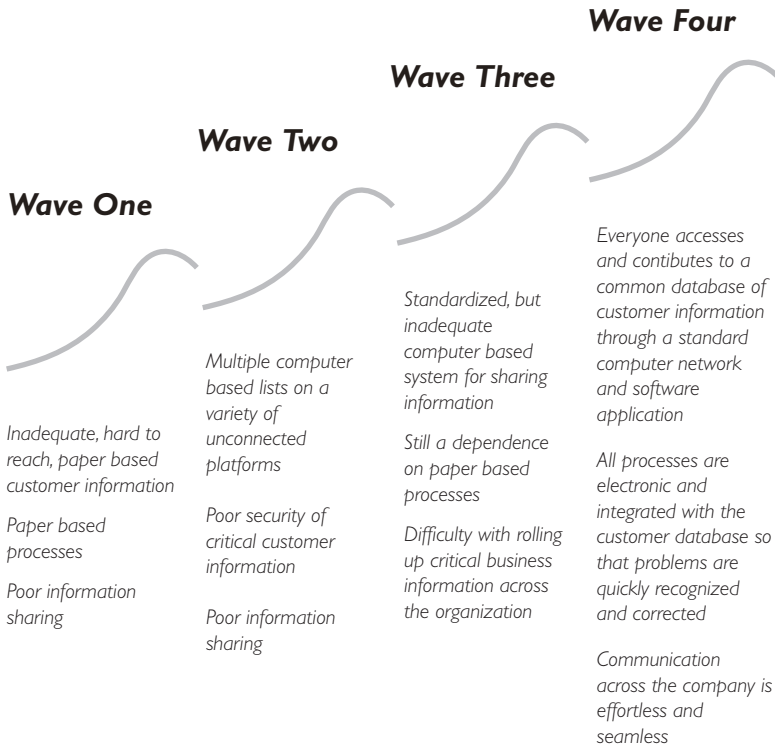 Wave One
Inadequate, hard to
reach, paper based
customer information
Paper based
processes
Poor information
sharing
Wave Two
Multiple computer
based lists on a
variety of
unconnected
platforms
Poor security of
critical customer
information
Poor information
sharing
Wave Three
Standardized, but
inadequate
computer based
system for sharing
information
Still a dependence
on paper based
processes
Difficulty with rolling
up critical business
information across
the organization
Wave Four
Everyone accesses
and contibutes to a
common database of
customer information
through a standard
computer network
and software
application
All processes are
electronic and
integrated with the
customer database so
that problems are
quickly recognized
and corrected
Communication
across the company is
effortless and
seamless